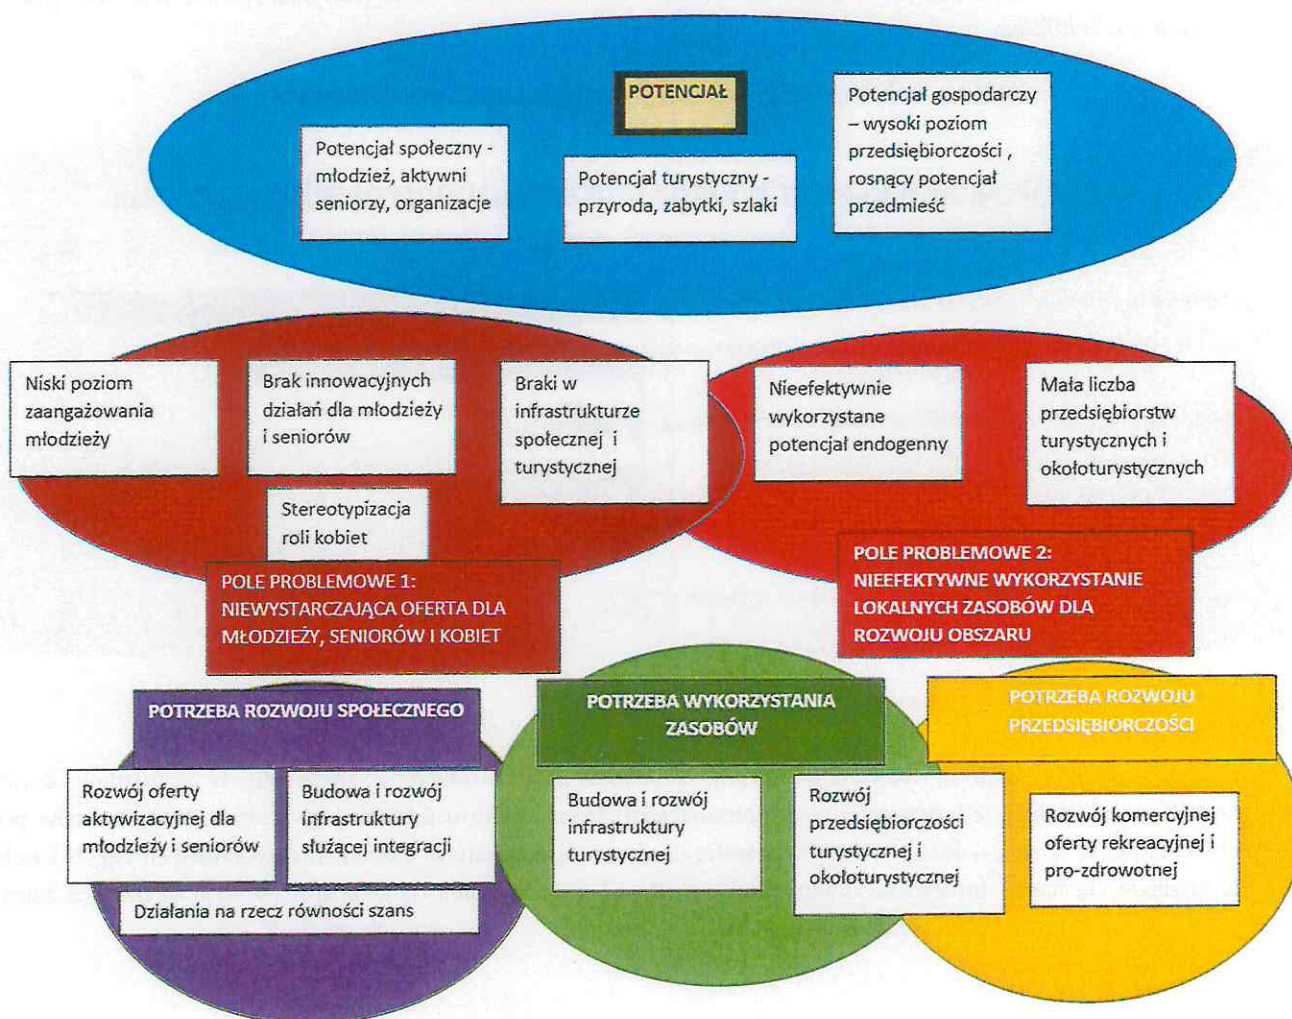 POTENCJAŁ
Potencjał społeczny -
młodzież, aktywni
seniorzy, organizacje
Potencjał turystyczny -
przyroda, zabytki, szlaki
Potencjał gospodarczy
– wysoki poziom
przedsiębiorczości ,
rosnący potencjał
przedmieść
Niski poziom
zaangażowania
młodzieży
Brak innowacyjnych
działań dla młodzieży
i seniorów
Braki w
infrastrukturze
społecznej i
turystycznej
Stereotypizacja
roli kobiet
POLE PROBLEMOWE 1:
NIEWYSTARCZAJĄCA OFERTA DLA
MŁODZIEŻY, SENIORÓW I KOBIET
Nieefektywnie
wykorzystane
potencjał endogenny
Mała liczba
przedsiębiorstw
turystycznych i
okołoturystycznych
POLE PROBLEMOWE 2:
NIEEFEKTYWNE WYKORZYSTANIE
LOKALNYCH ZASOBÓW DLA
ROZWOJU OBSZARU
POTRZEBA ROZWOJU SPOŁECZNEGO
Rozwój oferty
aktywizacyjnej dla
młodzieży i seniorów
Budowa i rozwój
infrastruktury
służącej integracji
Działania na rzecz równości szans
POTRZEBA WYKORZYSTANIA
ZASOBÓW
Budowa i rozwój
infrastruktury
turystycznej
Rozwój
przedsiębiorczości
turystycznej i
okołoturystycznej
POTRZEBA ROZWOJU
PRZEDSIĘBIORCZOŚCI
Rozwój komercyjnej
oferty rekreacyjnej i
pro-zdrowotnej